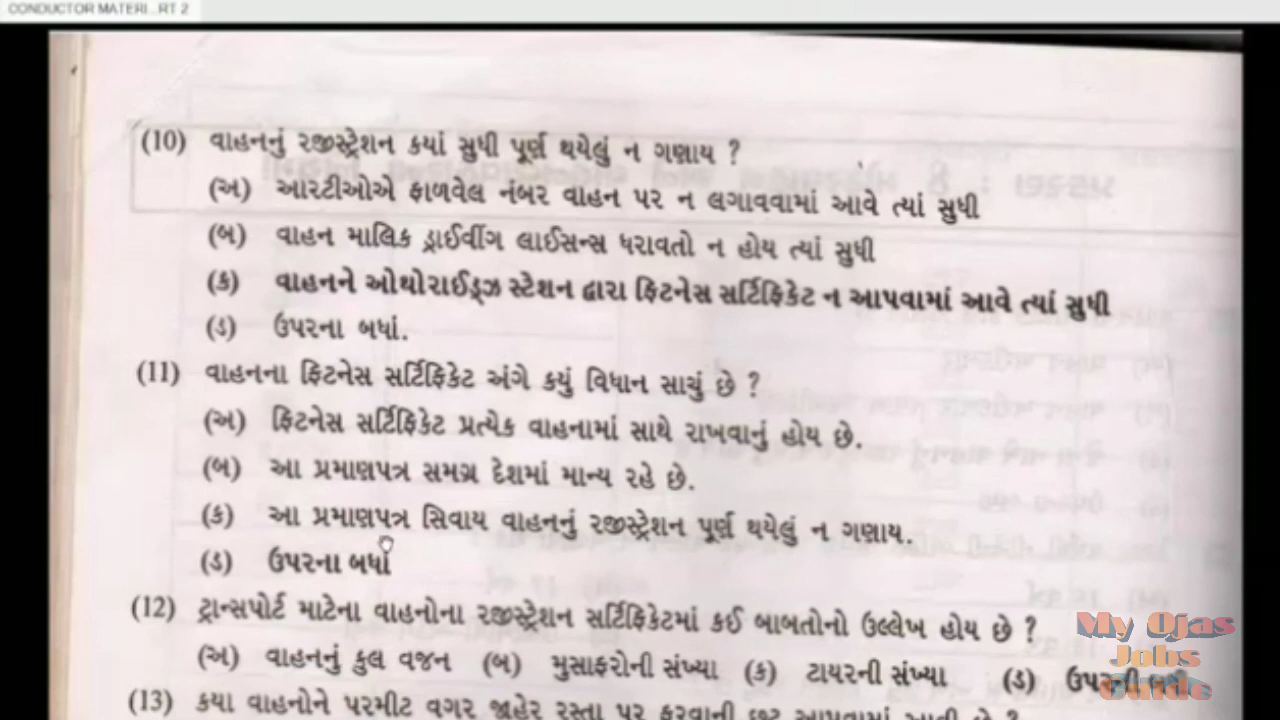 CONDUCTOR MATERI...RT 2
(10) વાહનનું રજીસ્ટ્રેશન કયાં સુધી પૂર્ણ થયેલું ન ગણાય ?
(અ) આરટીઓએ ફાળવેલ નંબર વાહન પર ન લગાવવામાં આવે ત્યાં સુધી
(બ) વાહન માલિક ડ્રાઈવીંગ લાઈસન્સ ધરાવતો ન હોય ત્યાં સુધી
(ક) વાહનને ઓથોરાઈડ્ઝ સ્ટેશન દ્વારા ફિટનેસ સર્ટિફિકેટ ન આપવામાં આવે ત્યાં સુધી
(ડ) ઉપરના બધાં.
(11) વાહનના ફિટનેસ સર્ટિફિકેટ અંગે કયું વિધાન સાચું છે ?
(અ) ફિટનેસ સર્ટિફિકેટ પ્રત્યેક વાહનામાં સાથે રાખવાનું હોય છે.
(બ) આ પ્રમાણપત્ર સમગ્ર દેશમાં માન્ય રહે છે.
(ક) આ પ્રમાણપત્ર સિવાય વાહનનું રજીસ્ટ્રેશન પૂર્ણ થયેલું ન ગણાય.
(ડ) ઉપરના બધાં
(12) ટ્રાન્સપોર્ટ માટેના વાહનોના રજીસ્ટ્રેશન સર્ટિફિકેટમાં કઈ બાબતોનો ઉલ્લેખ હોય છે ?
(અ) વાહનનું કુલ વજન (બ) મુસાફરોની સંખ્યા (ક) ટાયરની સંખ્યા (ડ)
(13) કયા વાહનોને પરમીટ વગર જાહેર રસ્તા પર ફરવાની છૂટ આપવામાં આવી છે ?
My Ojas
Jobs
Guide